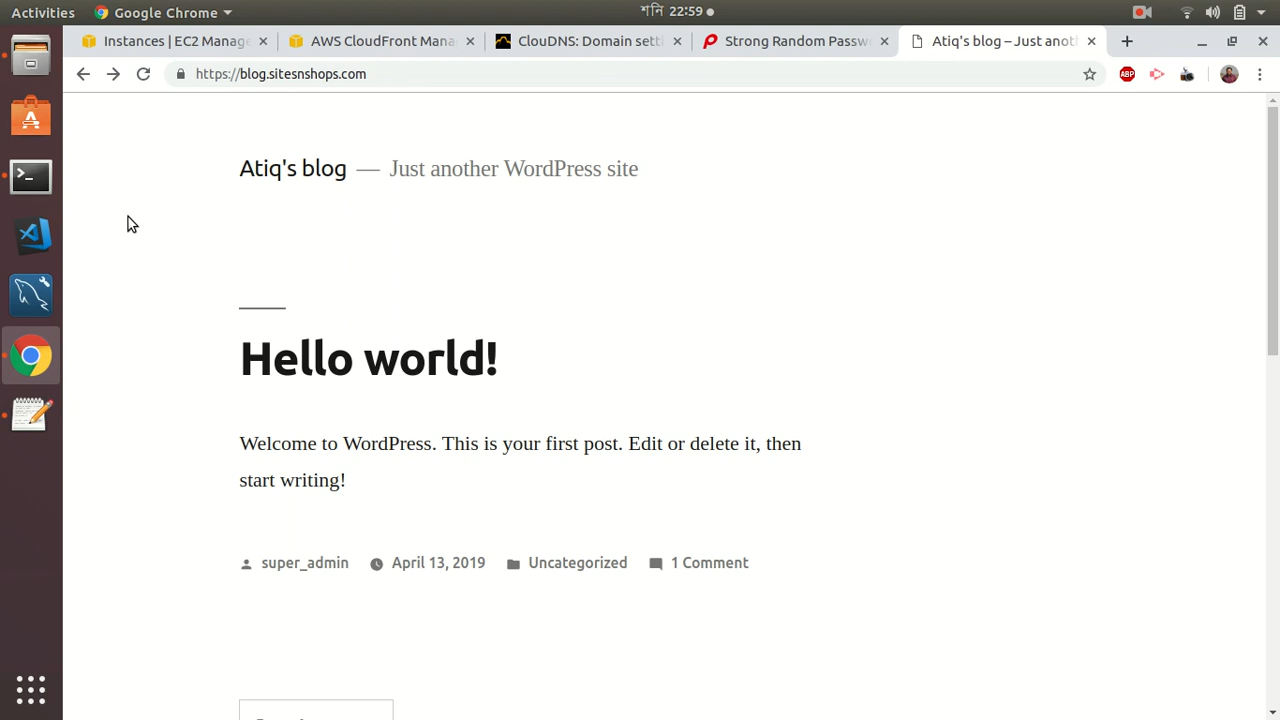 Activities Google Chrome শনি 22:59
Instances | EC2 Manage AWS CloudFront Mana ClouDNS: Domain setti Strong Random Passw Atiq's blog – Just anot
https://blog.sitesnshops.com ABP
Atiq's blog — Just another WordPress site
Hello world!
Welcome to WordPress. This is your first post. Edit or delete it, then
start writing!
super_admin April 13, 2019 Uncategorized 1 Comment